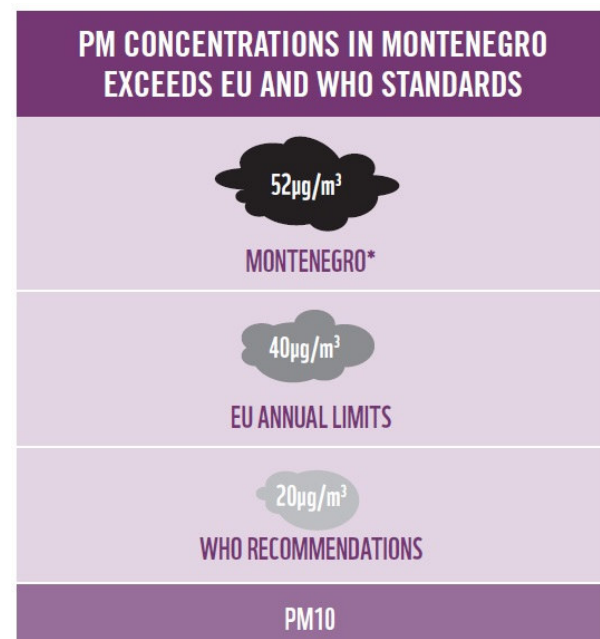 PM CONCENTRATIONS IN MONTENEGRO
EXCEEDS EU AND WHO STANDARDS
52µg/m³
MONTENEGRO*
40µg/m³
EU ANNUAL LIMITS
20µg/m³
WHO RECOMMENDATIONS
PM10